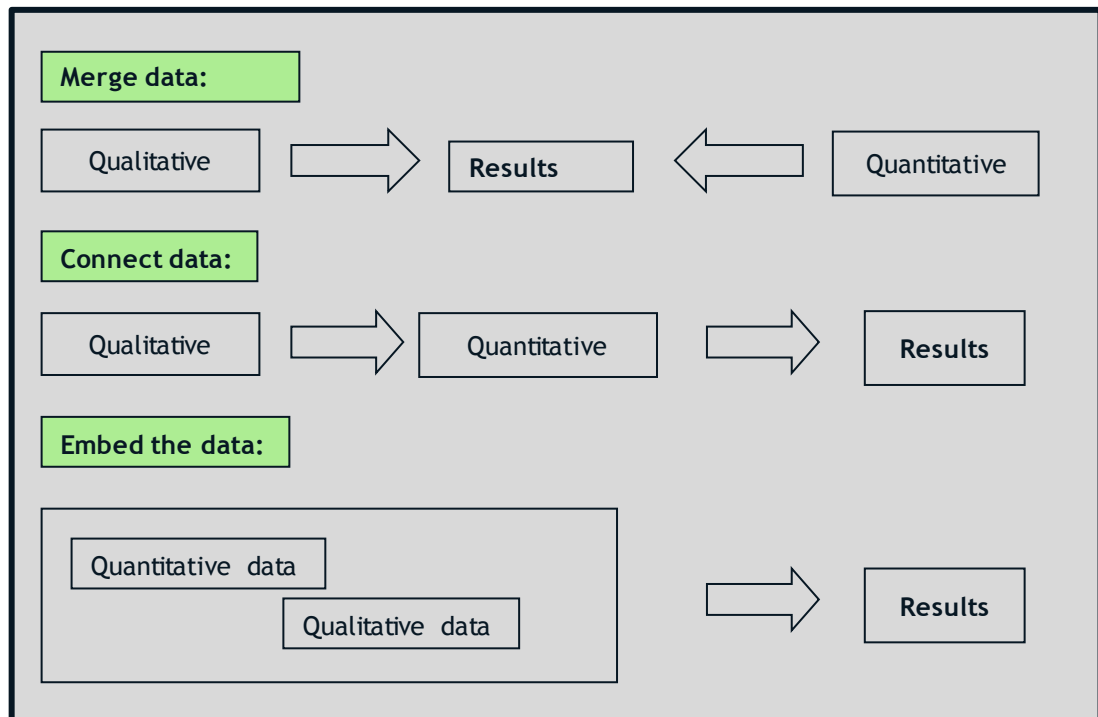 Merge data:
Qualitative
Results
Quantitative
Connect data:
Qualitative
Quantitative
Results
Embed the data:
Quantitative data
Qualitative data
Results